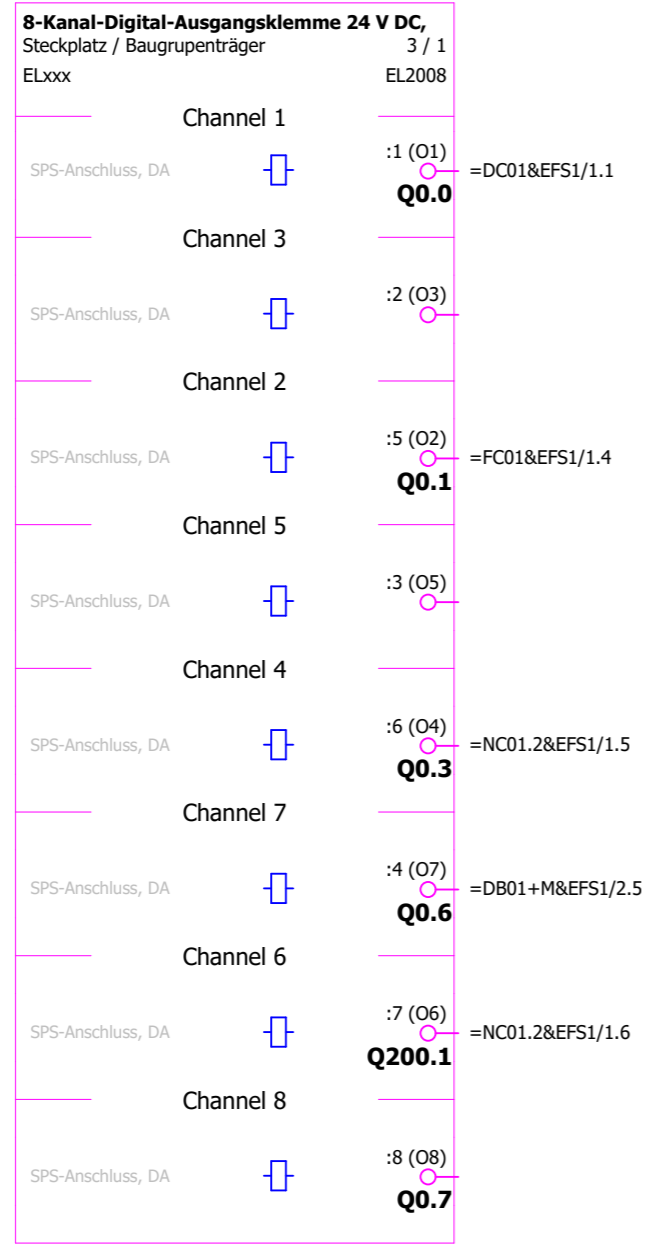 8-Kanal-Digital-Ausgangsklemme 24 V DC,
Steckplatz / Baugrupenträger 3 / 1
ELxxx EL2008
Channel 1
:1 (O1)
SPS-Anschluss, DA =DC01&EFS1/1.1
Q0.0
Channel 3
:2 (O3)
SPS-Anschluss, DA
Channel 2
:5 (O2)
SPS-Anschluss, DA =FC01&EFS1/1.4
Q0.1
Channel 5
:3 (O5)
SPS-Anschluss, DA
Channel 4
:6 (O4)
SPS-Anschluss, DA =NC01.2&EFS1/1.5
Q0.3
Channel 7
:4 (O7)
SPS-Anschluss, DA =DB01+M&EFS1/2.5
Q0.6
Channel 6
:7 (O6)
SPS-Anschluss, DA =NC01.2&EFS1/1.6
Q200.1
Channel 8
:8 (O8)
SPS-Anschluss, DA
Q0.7